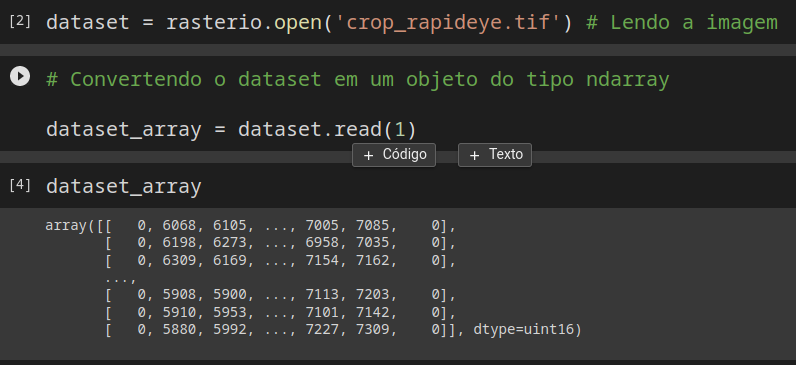 [2] dataset = rasterio.open('crop_rapideye.tif') # Lendo a imagem
# Convertendo o dataset em um objeto do tipo ndarray
dataset_array = dataset.read(1)
+ Código + Texto
[4] dataset_array
array([[   0, 6068, 6105, ..., 7005, 7085,    0],
       [   0, 6198, 6273, ..., 6958, 7035,    0],
       [   0, 6309, 6169, ..., 7154, 7162,    0],
       ...,
       [   0, 5908, 5900, ..., 7113, 7203,    0],
       [   0, 5910, 5953, ..., 7101, 7142,    0],
       [   0, 5880, 5992, ..., 7227, 7309,    0]], dtype=uint16)